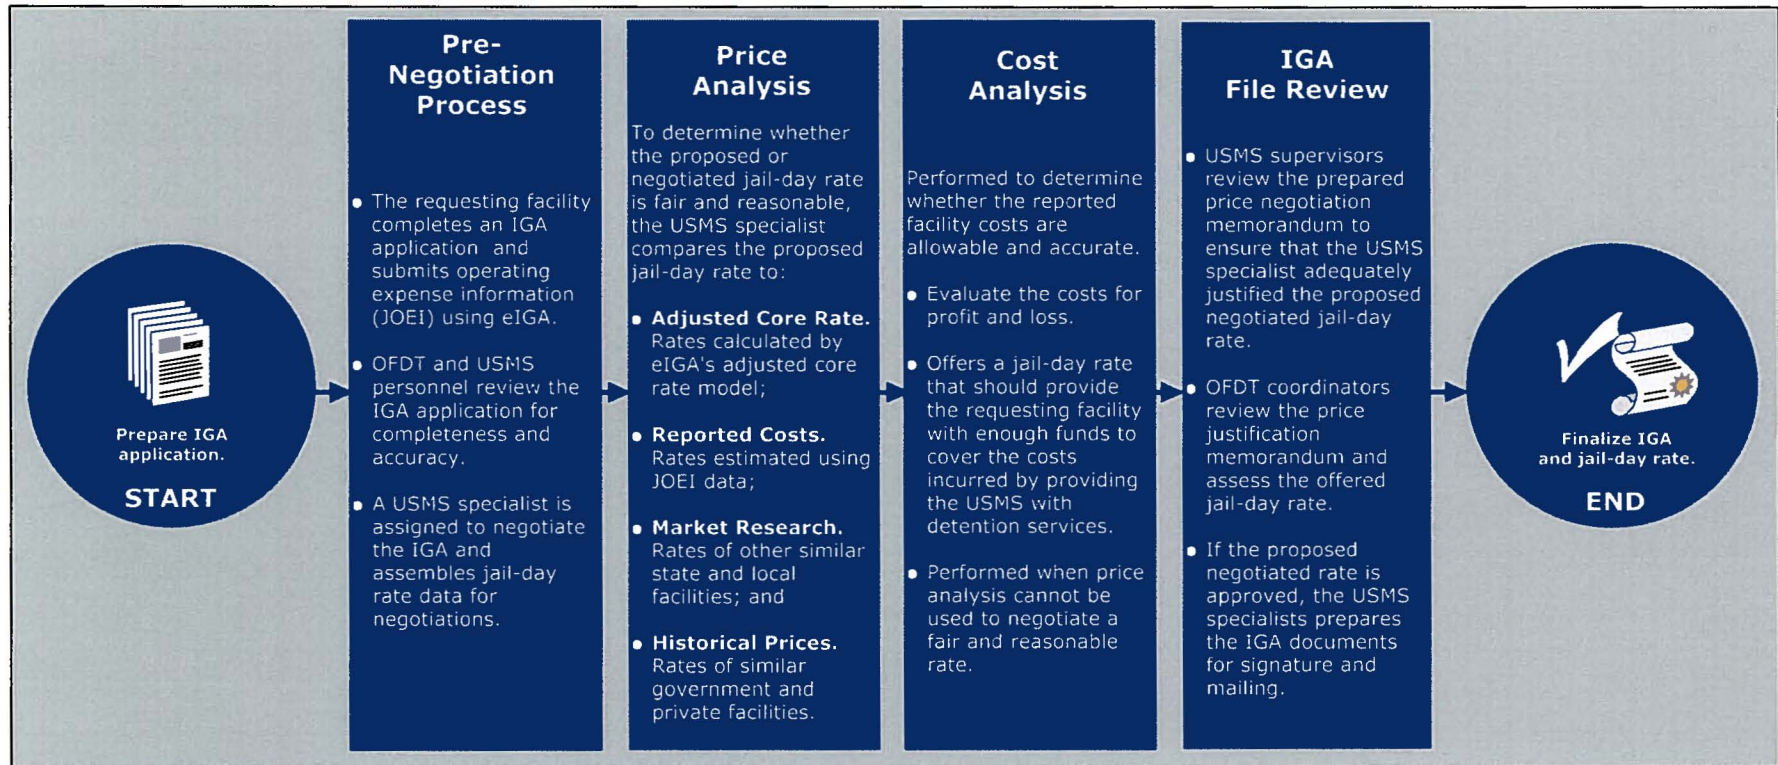 Prepare IGA
application.
START
Pre-
Negotiation
Process
● The requesting facility
completes an IGA
application and
submits operating
expense information
(JOEI) using eIGA.
● OFDT and USMS
personnel review the
IGA application for
completeness and
accuracy.
● A USMS specialist is
assigned to negotiate
the IGA and
assembles jail-day
rate data for
negotiations.
Price
Analysis
To determine whether
the proposed or
negotiated jail-day rate
is fair and reasonable,
the USMS specialist
compares the proposed
jail-day rate to:
● Adjusted Core Rate.
Rates calculated by
eIGA's adjusted core
rate model;
● Reported Costs.
Rates estimated using
JOEI data;
● Market Research.
Rates of other similar
state and local
facilities; and
● Historical Prices.
Rates of similar
government and
private facilities.
Cost
Analysis
Performed to determine
whether the reported
facility costs are
allowable and accurate.
● Evaluate the costs for
profit and loss.
● Offers a jail-day rate
that should provide
the requesting facility
with enough funds to
cover the costs
incurred by providing
the USMS with
detention services.
● Performed when price
analysis cannot be
used to negotiate a
fair and reasonable
rate.
IGA
File Review
● USMS supervisors
review the prepared
price negotiation
memorandum to
ensure that the USMS
specialist adequately
justified the proposed
negotiated jail-day
rate.
● OFDT coordinators
review the price
justification
memorandum and
assess the offered
jail-day rate.
● If the proposed
negotiated rate is
approved, the USMS
specialists prepares
the IGA documents
for signature and
mailing.
Finalize IGA
and jail-day rate.
END